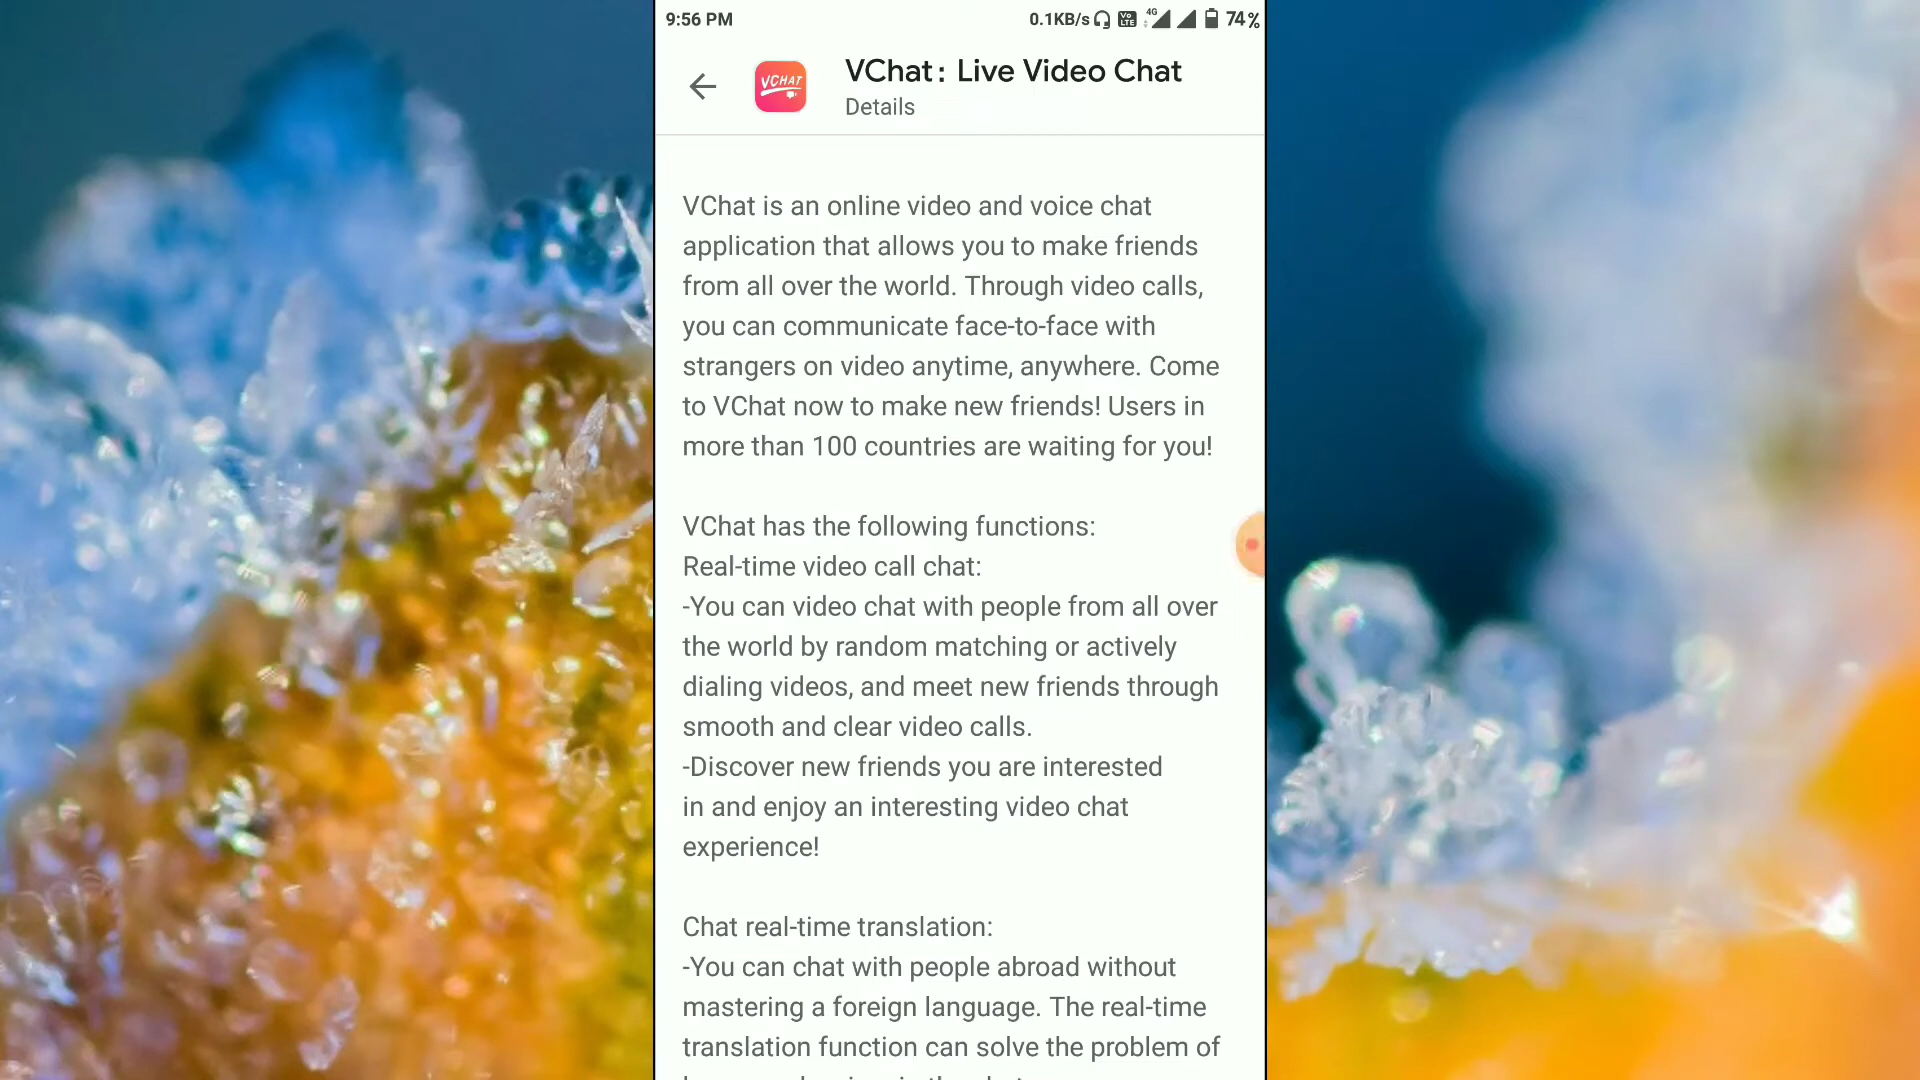 9:56 PM 0.1KB/s Vo LTE 4G 74%
VCHAT
VChat: Live Video Chat
Details
VChat is an online video and voice chat
application that allows you to make friends
from all over the world. Through video calls,
you can communicate face-to-face with
strangers on video anytime, anywhere. Come
to VChat now to make new friends! Users in
more than 100 countries are waiting for you!
VChat has the following functions:
Real-time video call chat:
-You can video chat with people from all over
the world by random matching or actively
dialing videos, and meet new friends through
smooth and clear video calls.
-Discover new friends you are interested
in and enjoy an interesting video chat
experience!
Chat real-time translation:
-You can chat with people abroad without
mastering a foreign language. The real-time
translation function can solve the problem of